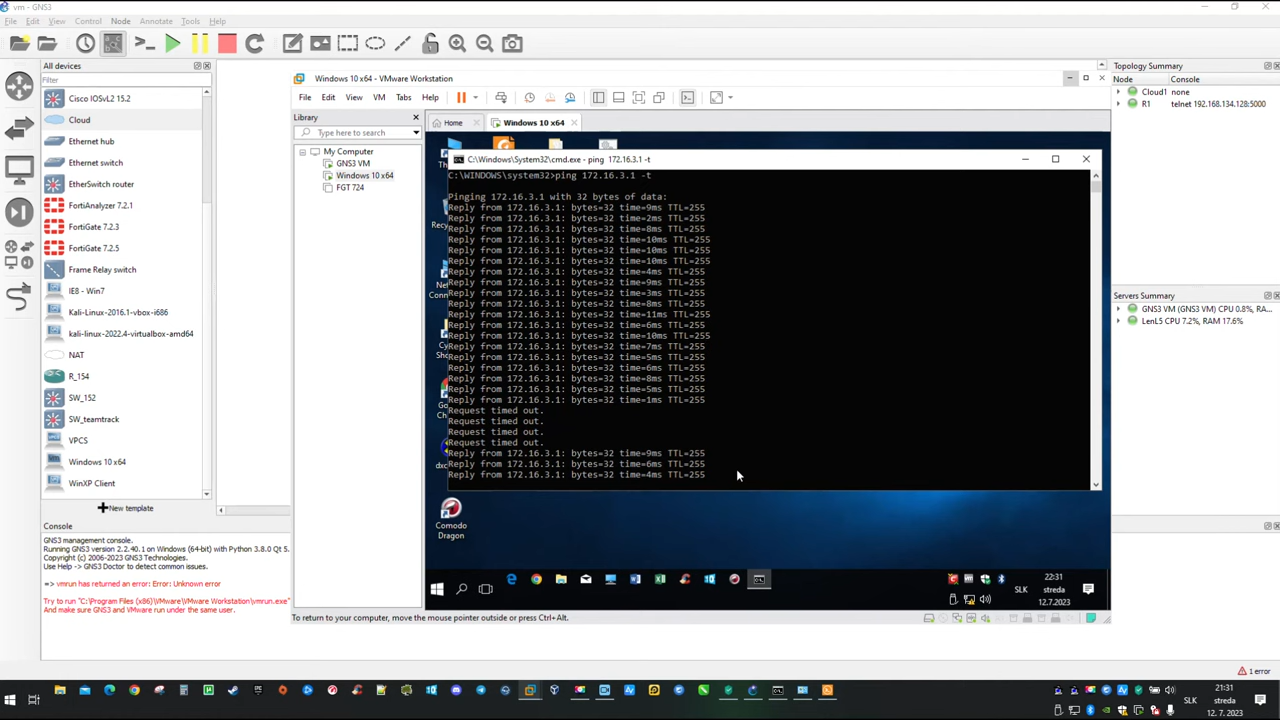 vm - GNS3
File Edit View Control Node Annotate Tools Help
All devices
Filter
Cisco IOSvL2 15.2
Cloud
Ethernet hub
Ethernet switch
EtherSwitch router
FortiAnalyzer 7.2.1
FortiGate 7.2.3
FortiGate 7.2.5
Frame Relay switch
IE8 - Win7
Kali-Linux-2016.1-vbox-i686
kali-linux-2022.4-virtualbox-amd64
NAT
R_154
SW_152
SW_teamtrack
VPCS
Windows 10 x64
WinXP Client
New template
Console
GNS3 management console.
Running GNS3 version 2.2.40.1 on Windows (64-bit) with Python 3.8.0 Qt 5.
Copyright (c) 2006-2023 GNS3 Technologies.
Use Help -> GNS3 Doctor to detect common issues.
=> vmrun has returned an error: Error: Unknown error
Try to run "C:\Program Files (x86)\VMware\VMware Workstation\vmrun.exe"
And make sure GNS3 and VMware run under the same user.
Windows 10 x64 - VMware Workstation
File Edit View VM Tabs Help
Library
Type here to search
My Computer
GNS3 VM
Windows 10 x64
FGT 724
Home
Windows 10 x64
C:\Windows\System32\cmd.exe - ping 172.16.3.1 -t
C:\WINDOWS\system32>ping 172.16.3.1 -t
Pinging 172.16.3.1 with 32 bytes of data:
Reply from 172.16.3.1: bytes=32 time=9ms TTL=255
Reply from 172.16.3.1: bytes=32 time=2ms TTL=255
Reply from 172.16.3.1: bytes=32 time=8ms TTL=255
Reply from 172.16.3.1: bytes=32 time=10ms TTL=255
Reply from 172.16.3.1: bytes=32 time=10ms TTL=255
Reply from 172.16.3.1: bytes=32 time=10ms TTL=255
Reply from 172.16.3.1: bytes=32 time=4ms TTL=255
Reply from 172.16.3.1: bytes=32 time=9ms TTL=255
Reply from 172.16.3.1: bytes=32 time=3ms TTL=255
Reply from 172.16.3.1: bytes=32 time=8ms TTL=255
Reply from 172.16.3.1: bytes=32 time=11ms TTL=255
Reply from 172.16.3.1: bytes=32 time=6ms TTL=255
Reply from 172.16.3.1: bytes=32 time=10ms TTL=255
Reply from 172.16.3.1: bytes=32 time=7ms TTL=255
Reply from 172.16.3.1: bytes=32 time=5ms TTL=255
Reply from 172.16.3.1: bytes=32 time=6ms TTL=255
Reply from 172.16.3.1: bytes=32 time=8ms TTL=255
Reply from 172.16.3.1: bytes=32 time=5ms TTL=255
Reply from 172.16.3.1: bytes=32 time=1ms TTL=255
Request timed out.
Request timed out.
Request timed out.
Request timed out.
Reply from 172.16.3.1: bytes=32 time=9ms TTL=255
Reply from 172.16.3.1: bytes=32 time=6ms TTL=255
Reply from 172.16.3.1: bytes=32 time=4ms TTL=255
Th
Recyc
Net
Conn
Cy
Sho
Go
Ch
dxc
Comodo
Dragon
SLK
22:31
streda
12.7.2023
To return to your computer, move the mouse pointer outside or press Ctrl+Alt.
Topology Summary
Node Console
Cloud1 none
R1 telnet 192.168.134.128:5000
Servers Summary
GNS3 VM (GNS3 VM) CPU 0.8%, RA...
LenL5 CPU 7.2%, RAM 17.6%
1 error
SLK
21:31
streda
12. 7. 2023